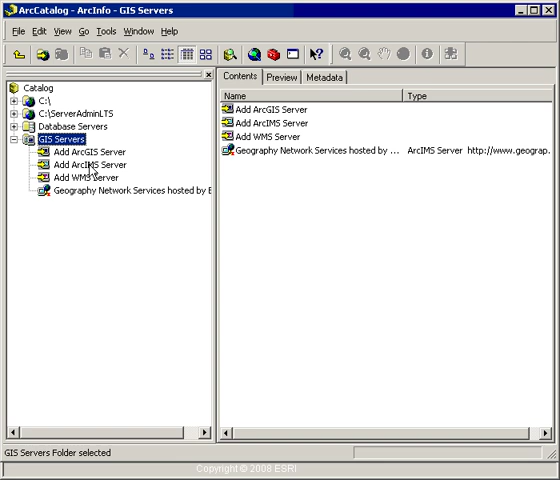 ArcCatalog - ArcInfo - GIS Servers
File Edit View Go Tools Window Help
Contents Preview Metadata
Catalog
C:\
C:\ServerAdminLTS
Database Servers
GIS Servers
Add ArcGIS Server
Add ArcIMS Server
Add WMS Server
Geography Network Services hosted by E
Name Type
Add ArcGIS Server
Add ArcIMS Server
Add WMS Server
Geography Network Services hosted by ... ArcIMS Server http://www.geograp.
GIS Servers Folder selected
Copyright © 2008 ESRI